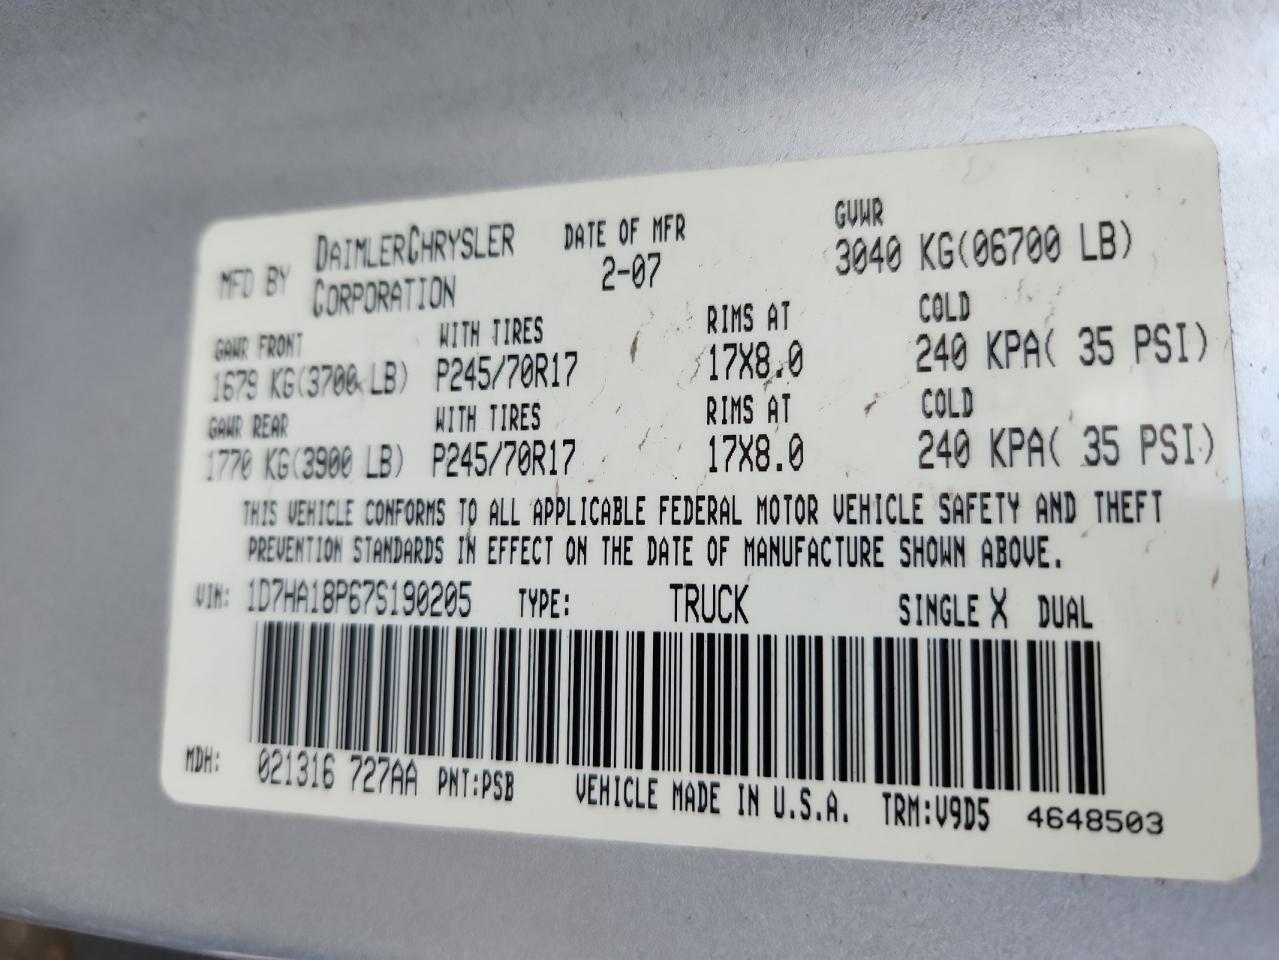 MFD BY DAIMLERCHRYSLER CORPORATION DATE OF MFR 2-07 GVWR 3040 KG(06700 LB)
GAWR FRONT WITH TIRES RIMS AT COLD
1679 KG(3700 LB) P245/70R17 17X8.0 240 KPA( 35 PSI)
GAWR REAR WITH TIRES RIMS AT COLD
1770 KG(3900 LB) P245/70R17 17X8.0 240 KPA( 35 PSI)
THIS VEHICLE CONFORMS TO ALL APPLICABLE FEDERAL MOTOR VEHICLE SAFETY AND THEFT
PREVENTION STANDARDS IN EFFECT ON THE DATE OF MANUFACTURE SHOWN ABOVE.
VIN: 1D7HA18P67S190205 TYPE: TRUCK SINGLE X DUAL
MDH: 021316 727AA PNT:PSB VEHICLE MADE IN U.S.A. TRM:V9D5 4648503